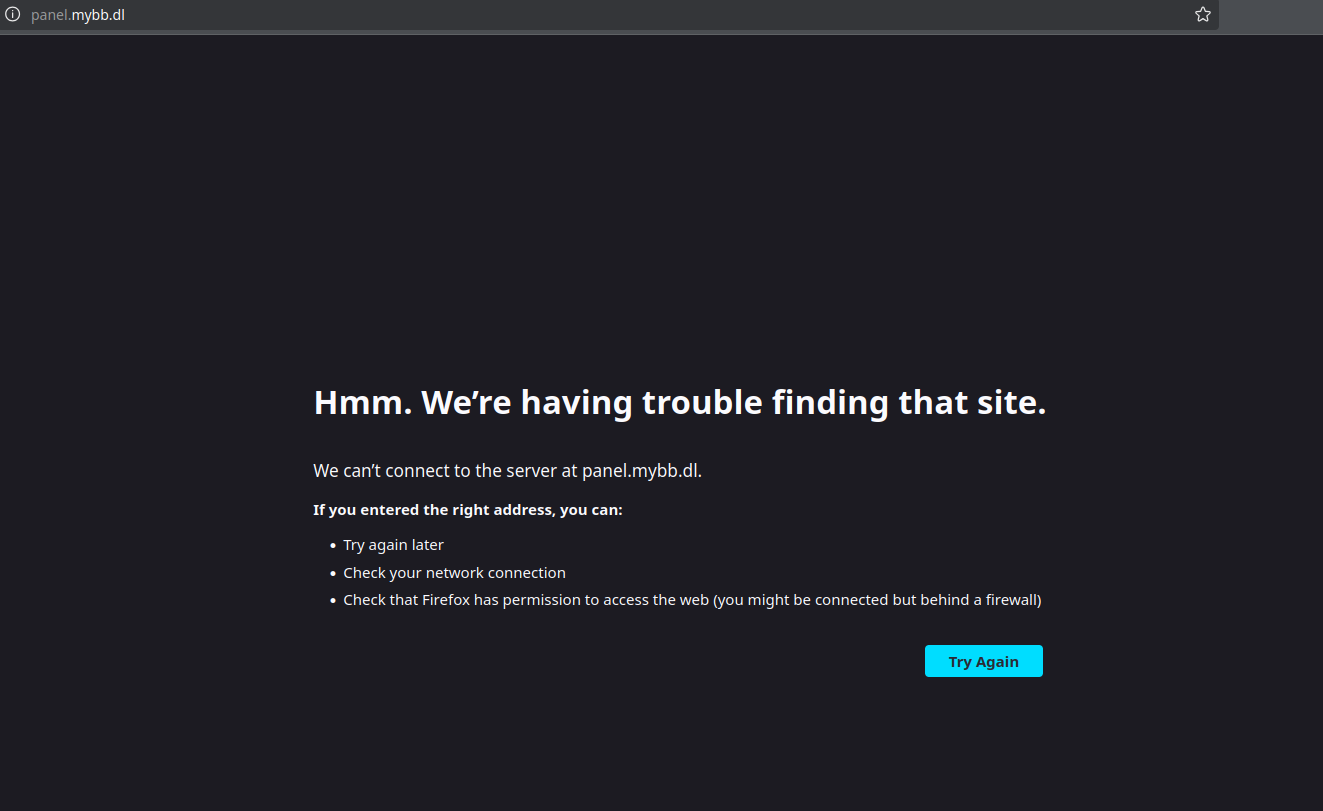 panel.mybb.dl
Hmm. We’re having trouble finding that site.
We can’t connect to the server at panel.mybb.dl.
If you entered the right address, you can:
• Try again later
• Check your network connection
• Check that Firefox has permission to access the web (you might be connected but behind a firewall)
Try Again